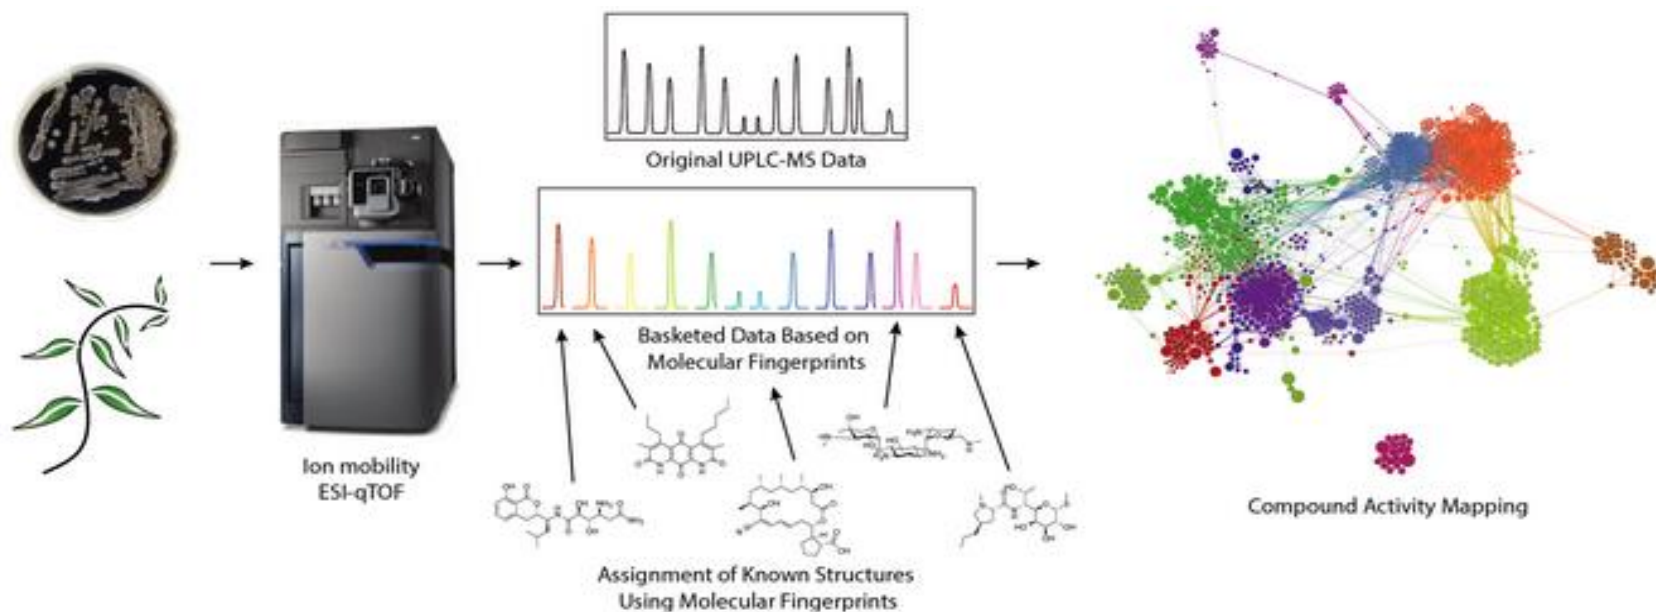 Original UPLC-MS Data
Basketed Data Based on
Molecular Fingerprints
Ion mobility
ESI-qTOF
Assignment of Known Structures
Using Molecular Fingerprints
Compound Activity Mapping